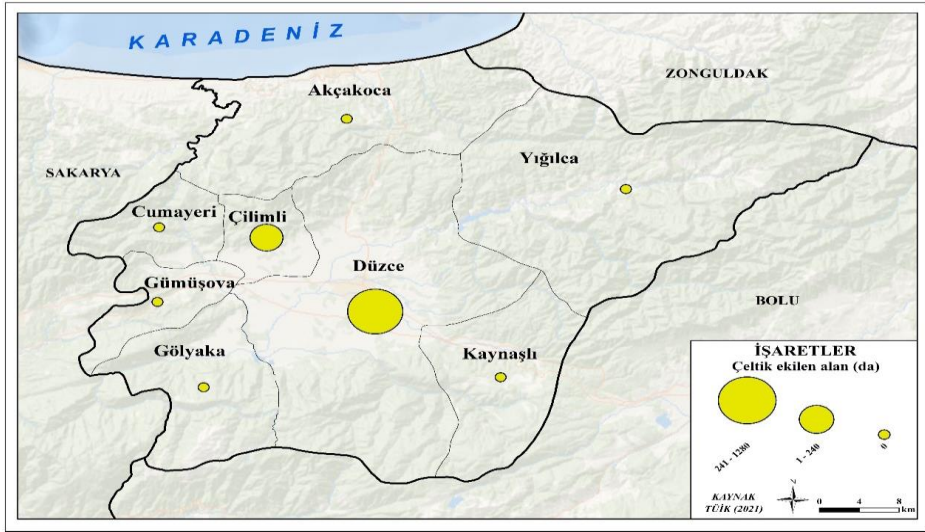 KARADENİZ
ZONGULDAK
Akçakoca
Yığılca
SAKARYA
Cumayeri
Çilimli
Düzce
Gümüşova
BOLU
Gölyaka
Kaynaşlı
İŞARETLER
Çeltik ekilen alan (da)
241 - 1280
1 - 240
0
KAYNAK
TÜİK (2021)
Z
0 4 8
km